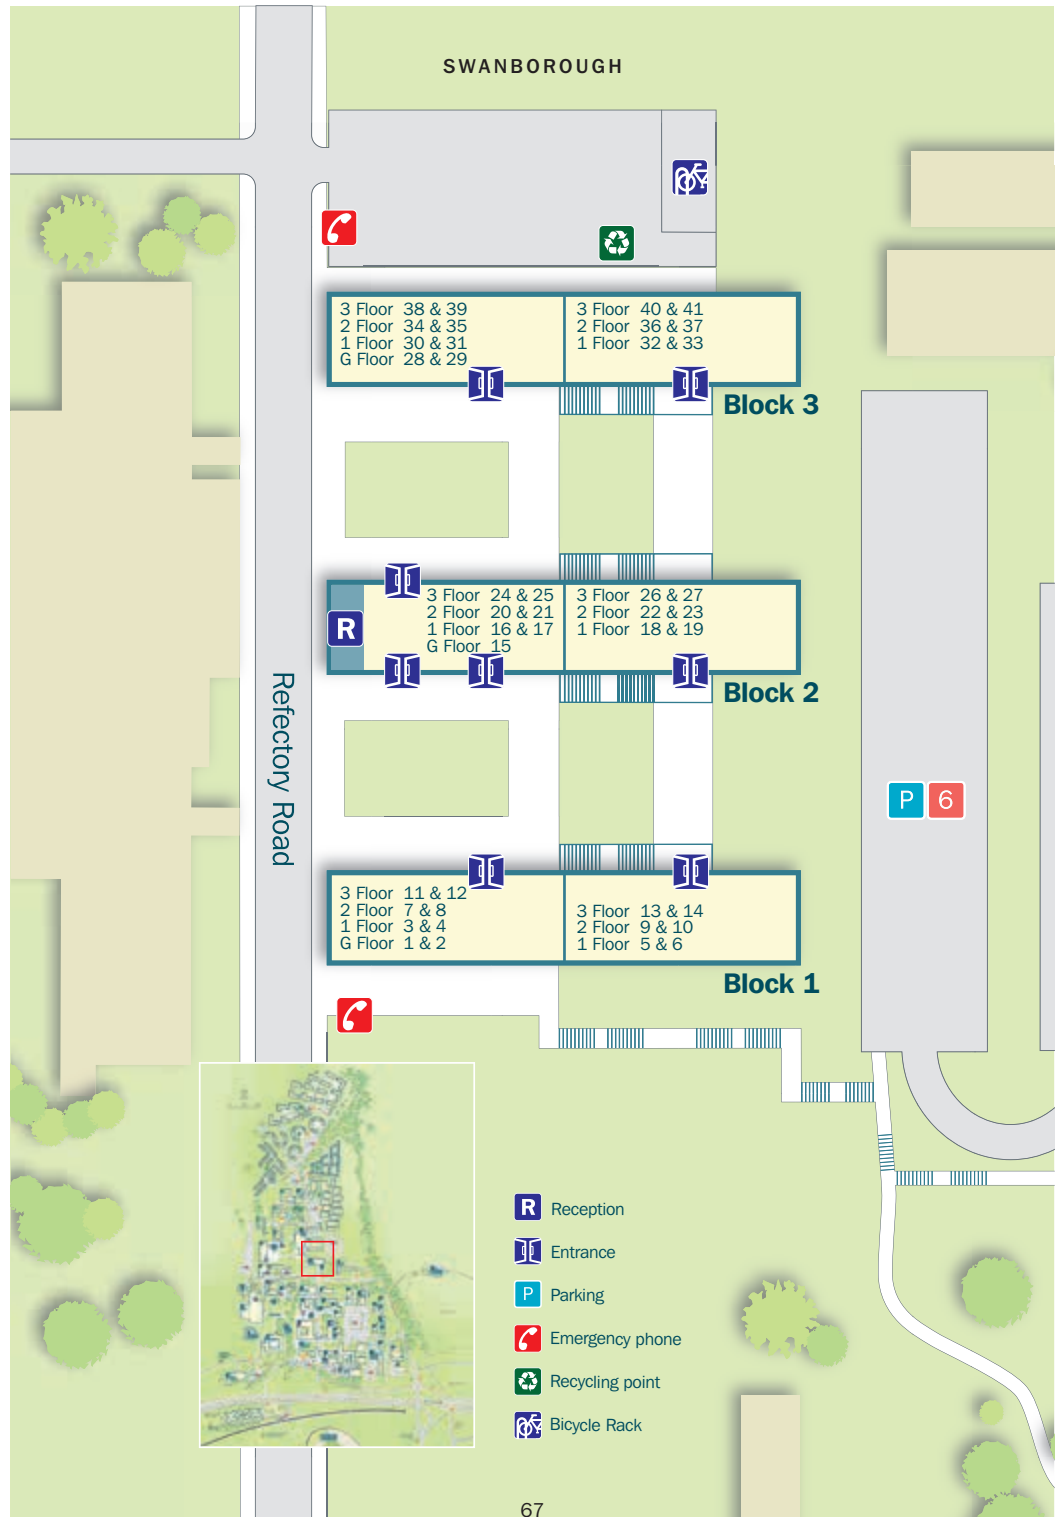 SWANBOROUGH
3 Floor 38 & 39
2 Floor 34 & 35
1 Floor 30 & 31
G Floor 28 & 29
3 Floor 40 & 41
2 Floor 36 & 37
1 Floor 32 & 33
Block 3
R
3 Floor 24 & 25
2 Floor 20 & 21
1 Floor 16 & 17
G Floor 15
3 Floor 26 & 27
2 Floor 22 & 23
1 Floor 18 & 19
Block 2
Refectory Road
P 6
3 Floor 11 & 12
2 Floor 7 & 8
1 Floor 3 & 4
G Floor 1 & 2
3 Floor 13 & 14
2 Floor 9 & 10
1 Floor 5 & 6
Block 1
R Reception
Entrance
P Parking
Emergency phone
Recycling point
Bicycle Rack
67